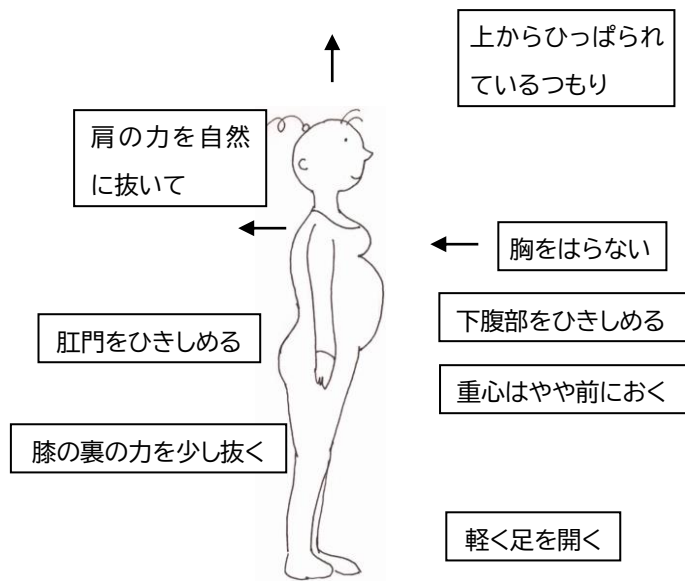 上からひっぱられ
ているつもり
肩の力を自然
に抜いて
胸をはらない
下腹部をひきしめる
肛門をひきしめる
重心はやや前におく
膝の裏の力を少し抜く
軽く足を開く